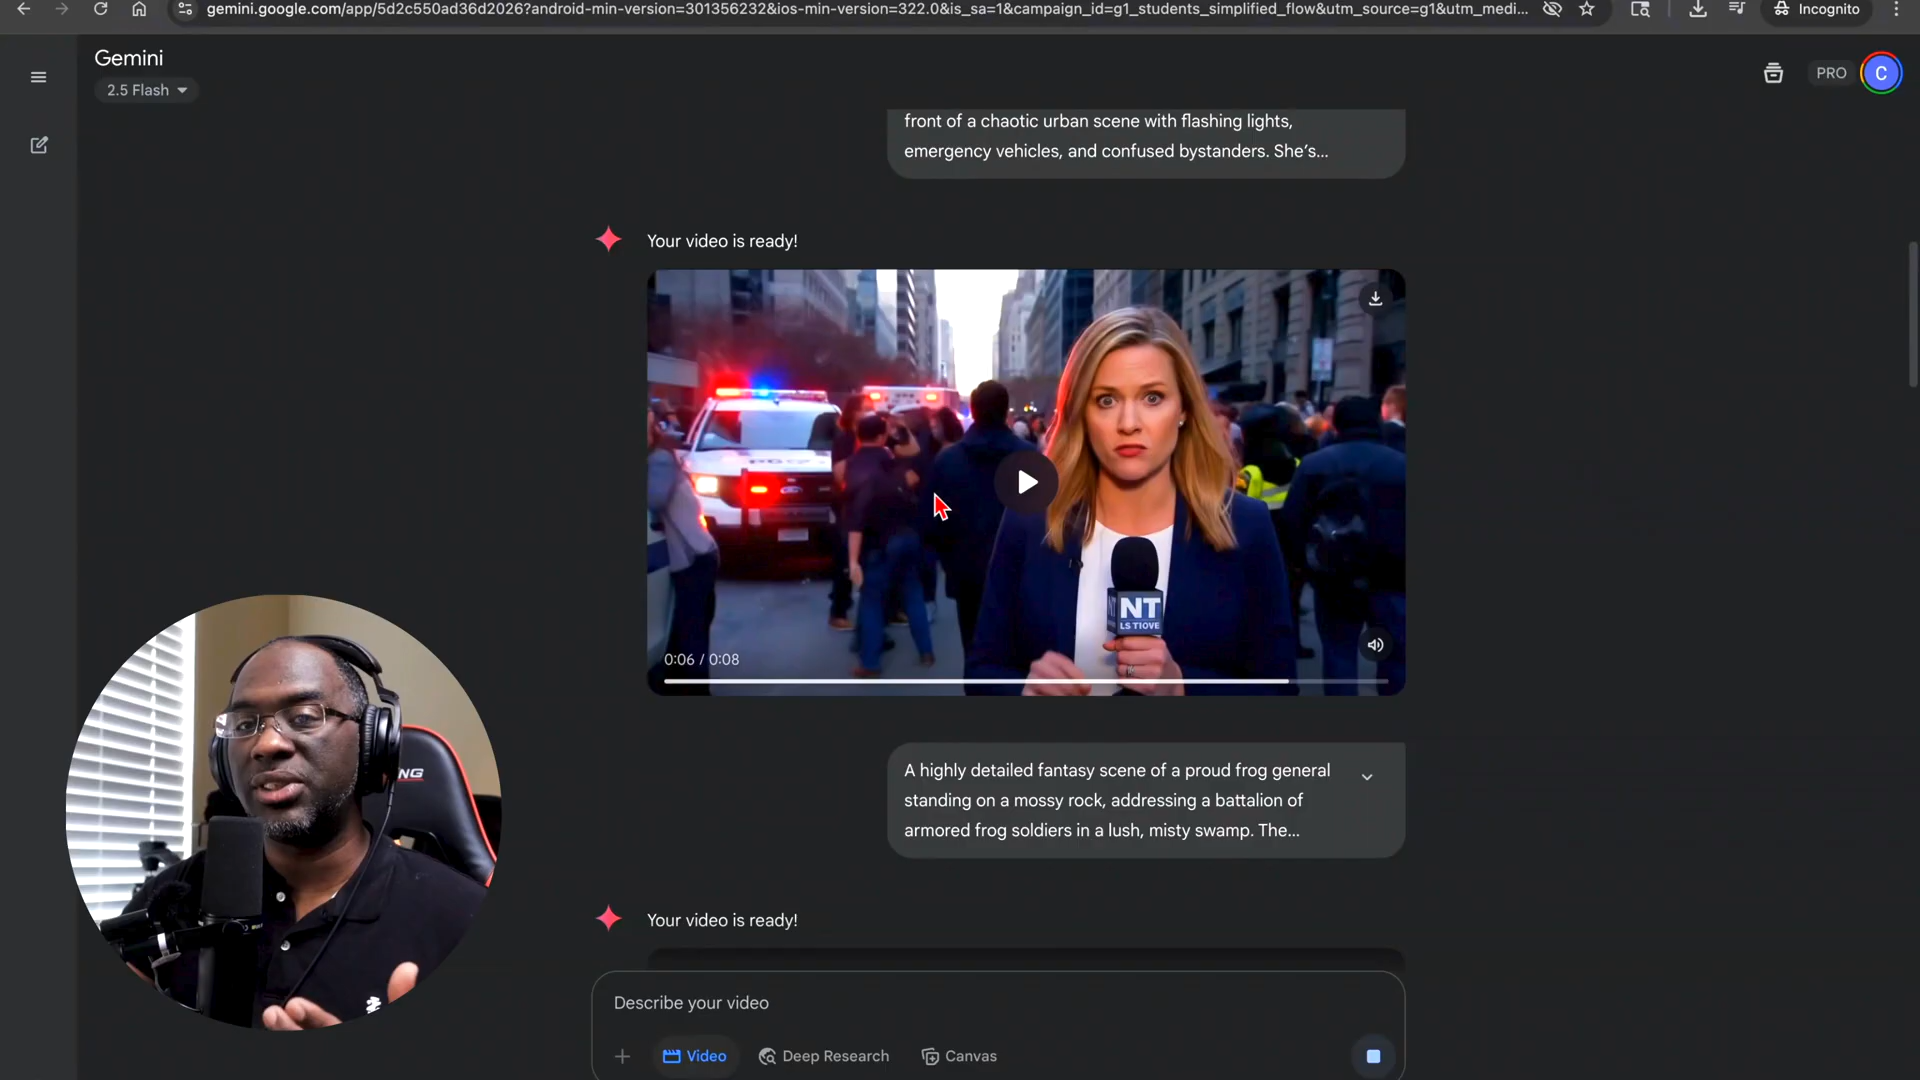 gemini.google.com/app/5d2c550ad36d2026?android-min-version=301356232&ios-min-version=322.0&is_sa=1&campaign_id=g1_students_simplified_flow&utm_source=g1&utm_medi...
Incognito
Gemini
2.5 Flash
PRO
C
front of a chaotic urban scene with flashing lights,
emergency vehicles, and confused bystanders. She's...
Your video is ready!
NT
LS TIOVE
0:06 / 0:08
A highly detailed fantasy scene of a proud frog general
standing on a mossy rock, addressing a battalion of
armored frog soldiers in a lush, misty swamp. The...
Your video is ready!
Describe your video
Video
Deep Research
Canvas